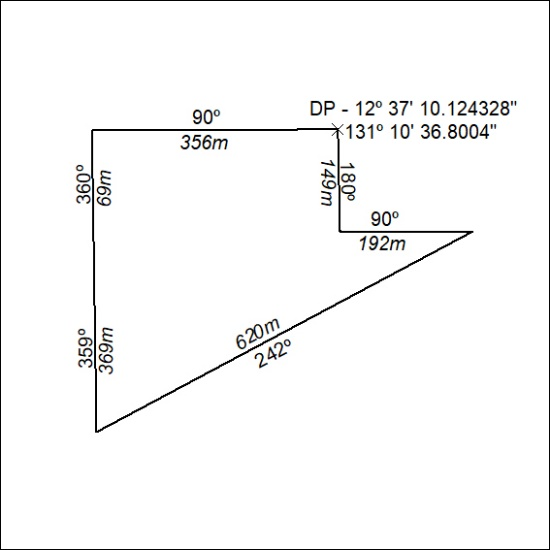 DP - 12º 37' 10.124328"
131º 10' 36.8004"
90º
356m
360º
69m
180º
149m
90º
192m
359º
369m
620m
242º